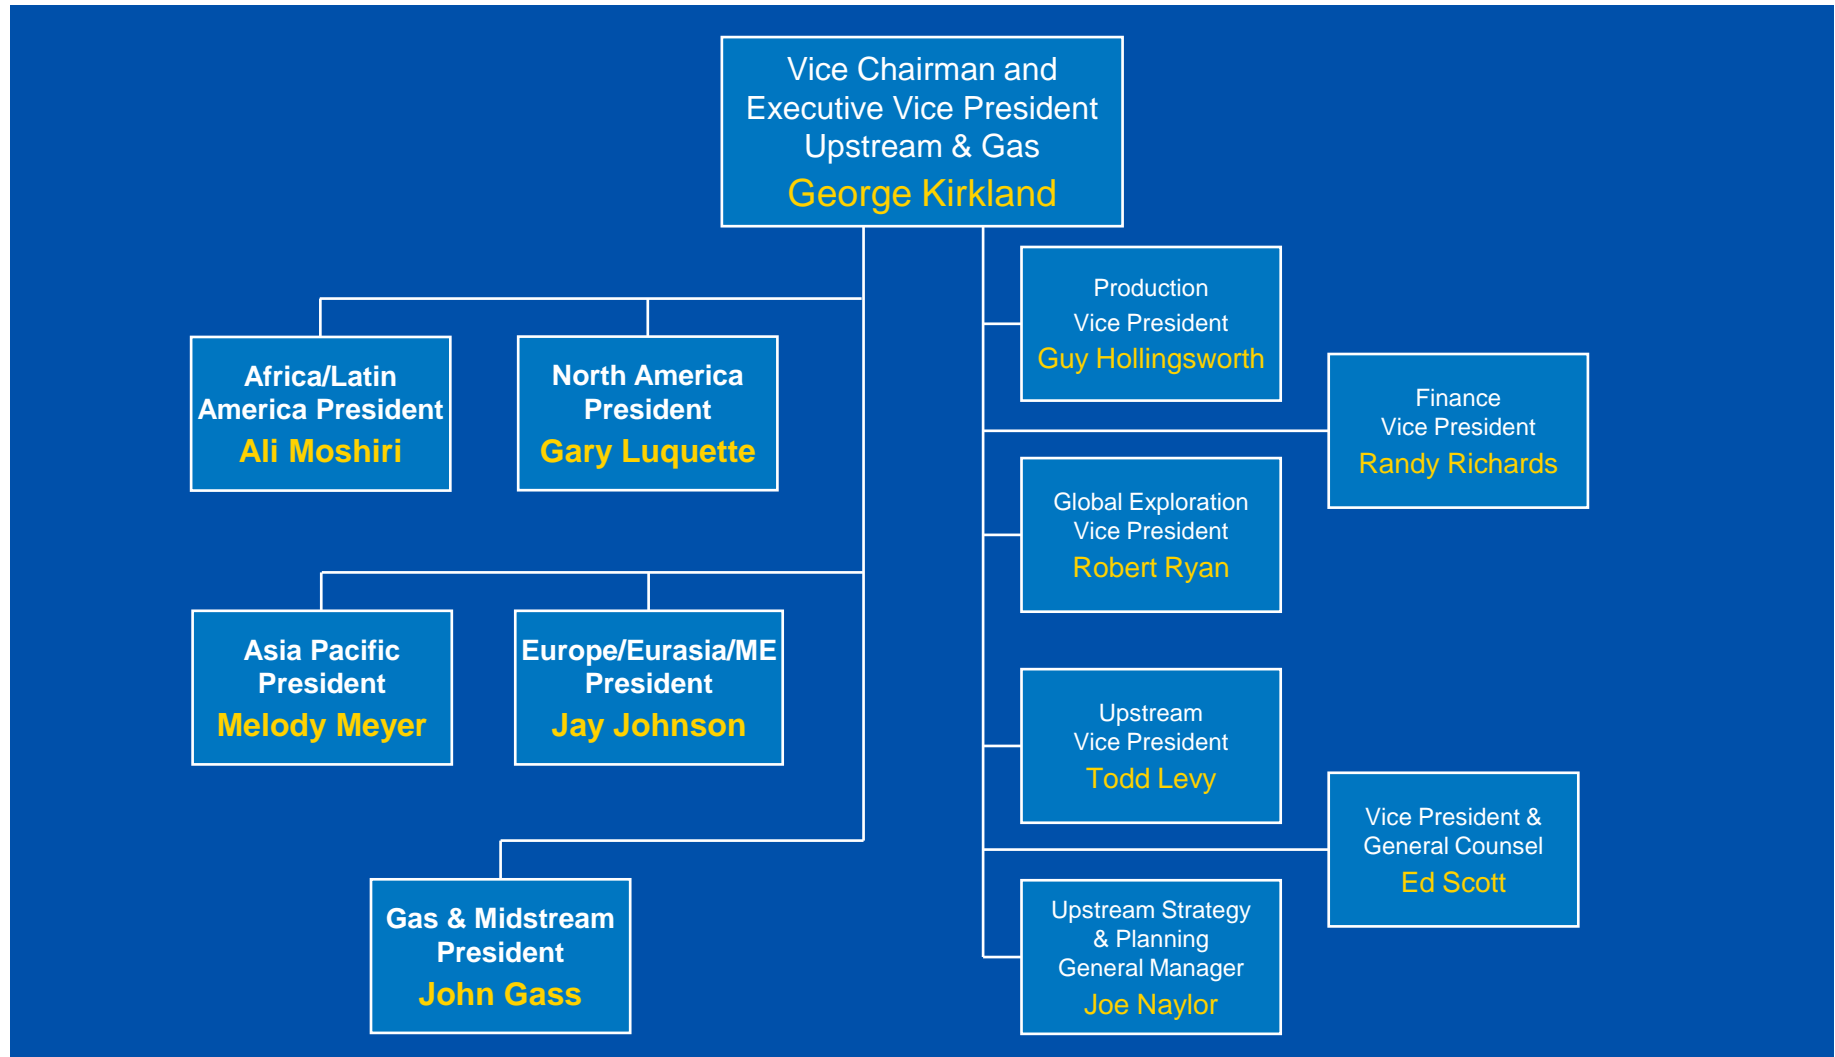 Vice Chairman and
Executive Vice President
Upstream & Gas
George Kirkland
Africa/Latin
America President
Ali Moshiri
North America
President
Gary Luquette
Asia Pacific
President
Melody Meyer
Europe/Eurasia/ME
President
Jay Johnson
Gas & Midstream
President
John Gass
Production
Vice President
Guy Hollingsworth
Finance
Vice President
Randy Richards
Global Exploration
Vice President
Robert Ryan
Upstream
Vice President
Todd Levy
Vice President &
General Counsel
Ed Scott
Upstream Strategy
& Planning
General Manager
Joe Naylor